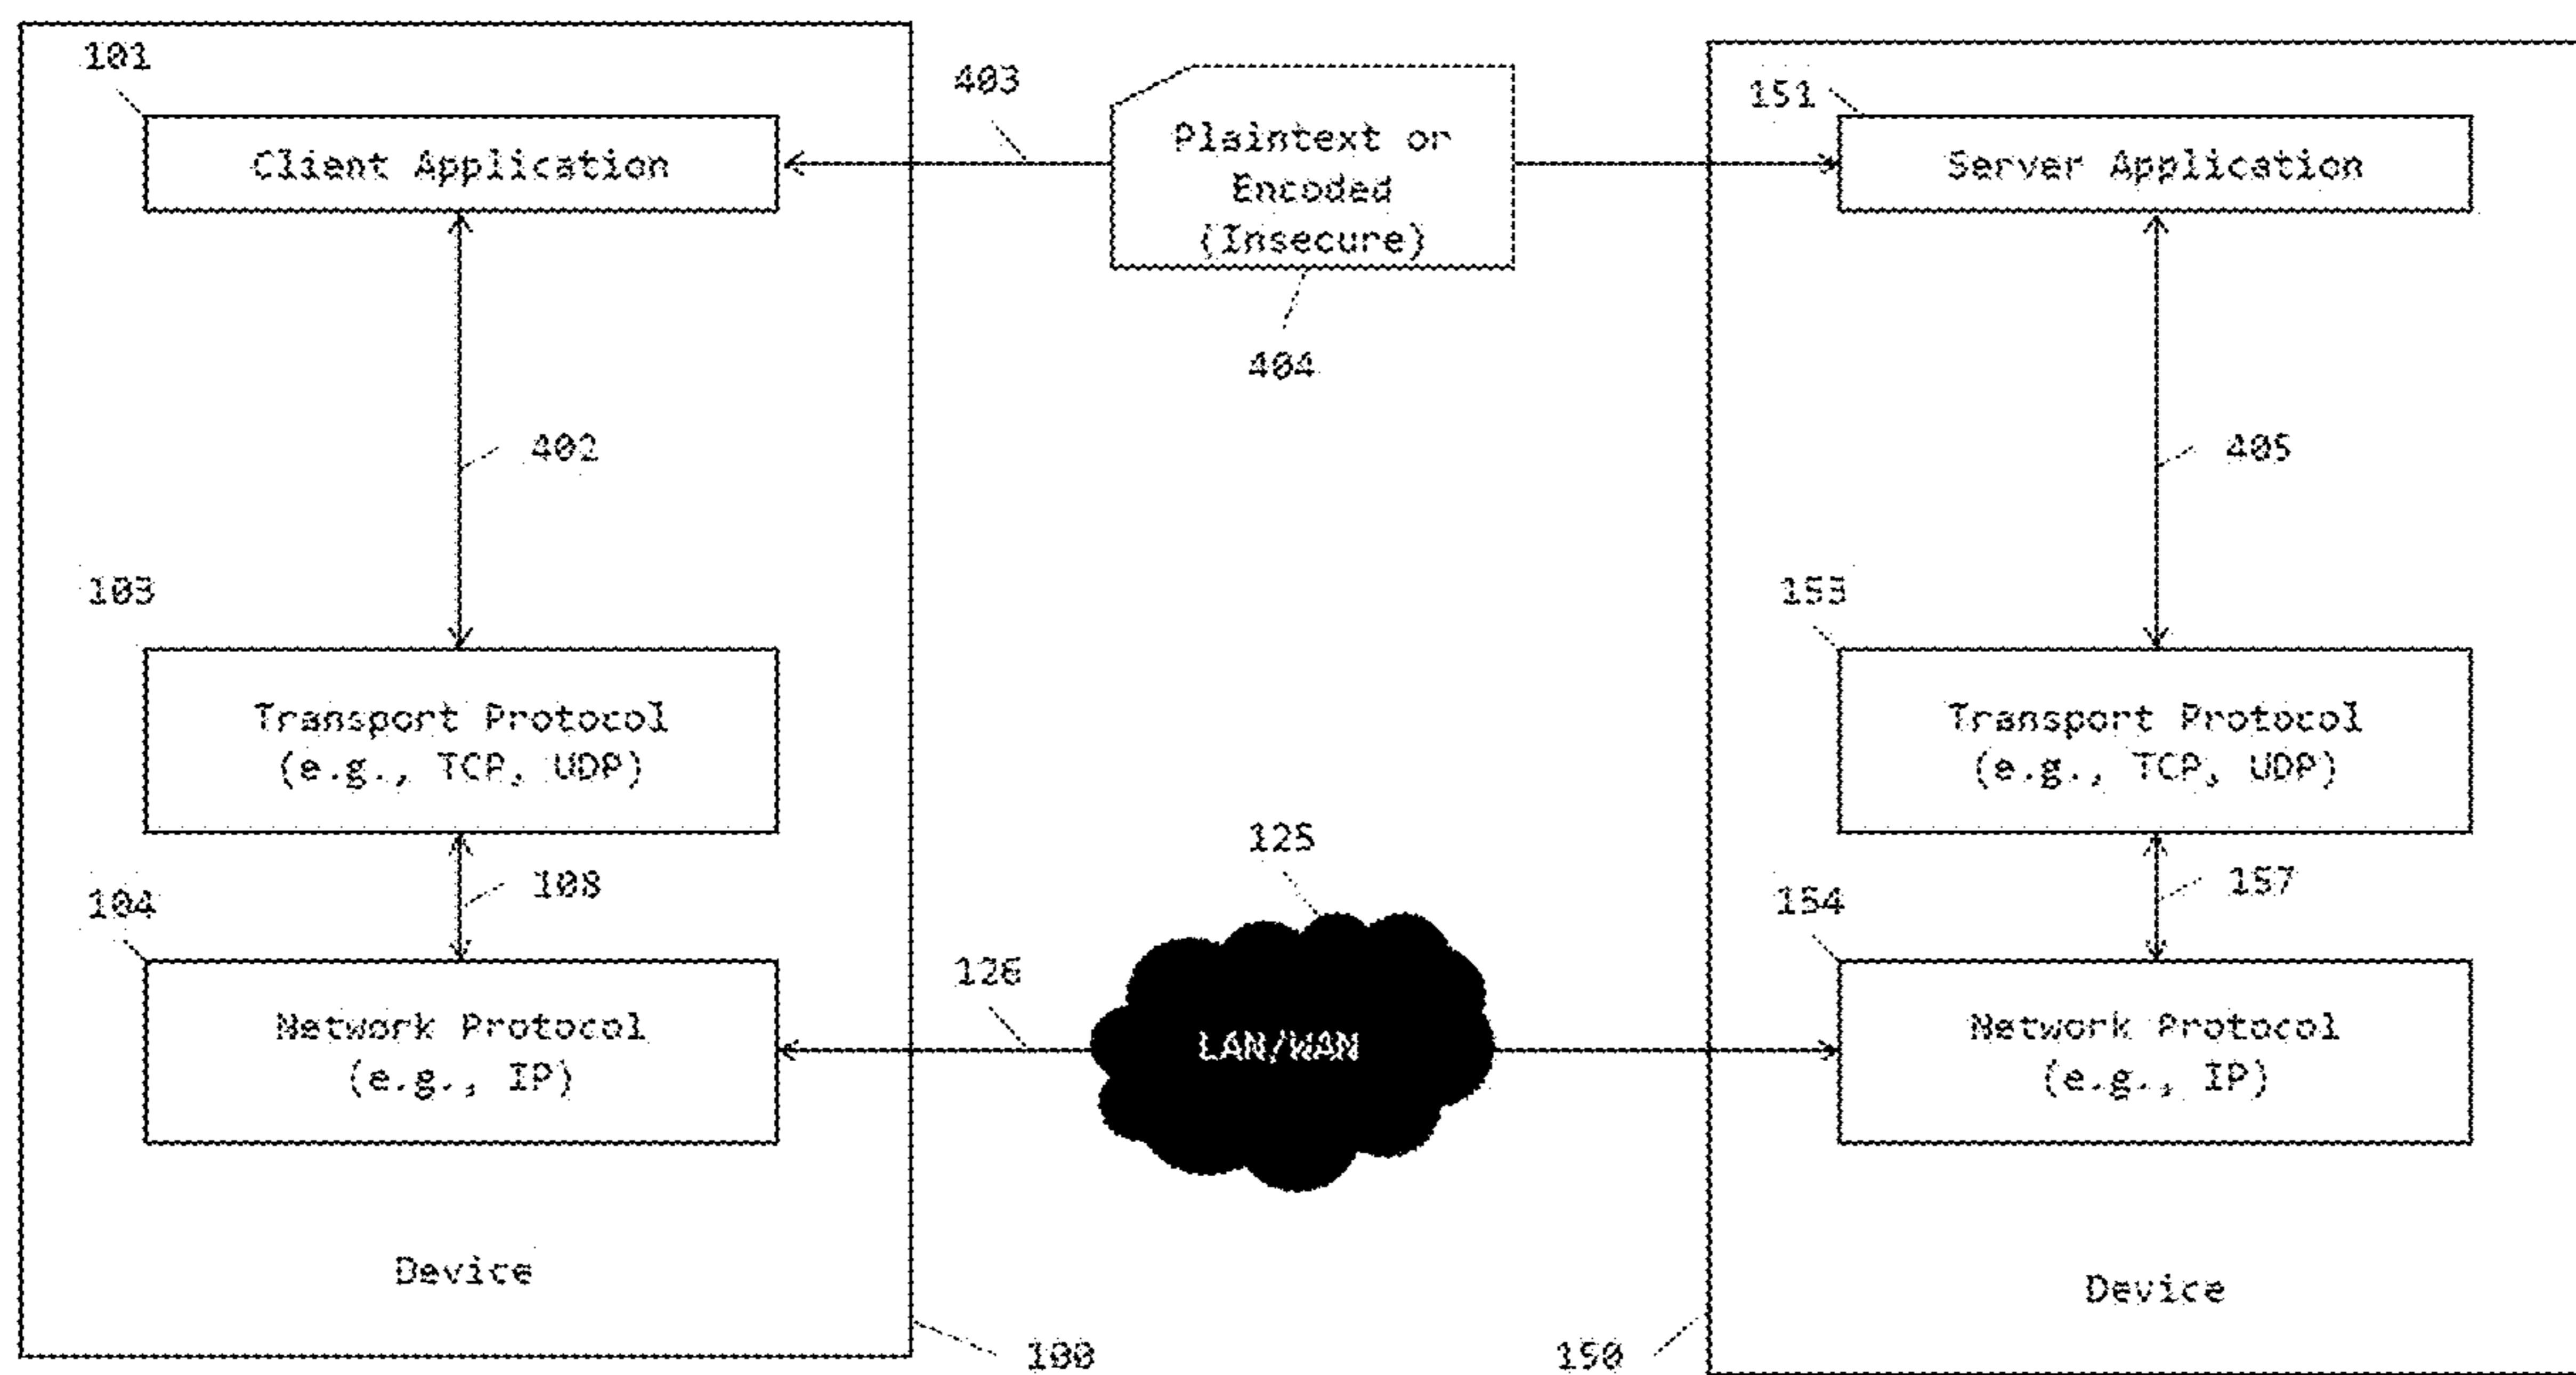 101
Client Application
403
Plaintext or
Encoded
(Insecure)
404
151
Server Application
402
405
103
Transport Protocol
(e.g., TCP, UDP)
153
Transport Protocol
(e.g., TCP, UDP)
108
157
104
Network Protocol
(e.g., IP)
125
126
LAN/WAN
154
Network Protocol
(e.g., IP)
Device
Device
100
150